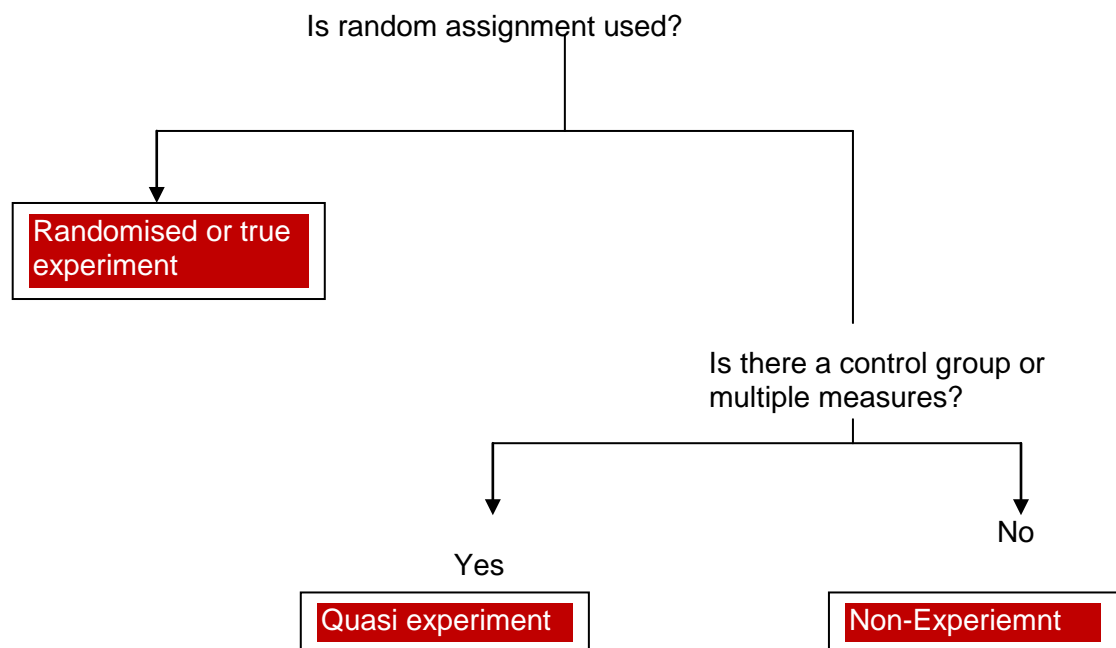 Is random assignment used?
Randomised or true
experiment
Is there a control group or
multiple measures?
No
Yes
Quasi experiment
Non-Experiemnt